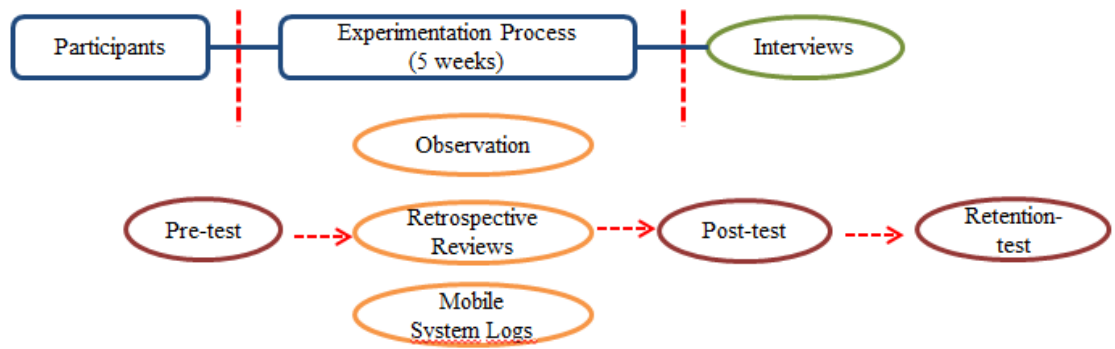 Participants
Experimentation Process
(5 weeks)
Interviews
Observation
Pre-test
Retrospective
Reviews
Post-test
Retention-
test
Mobile
System Logs